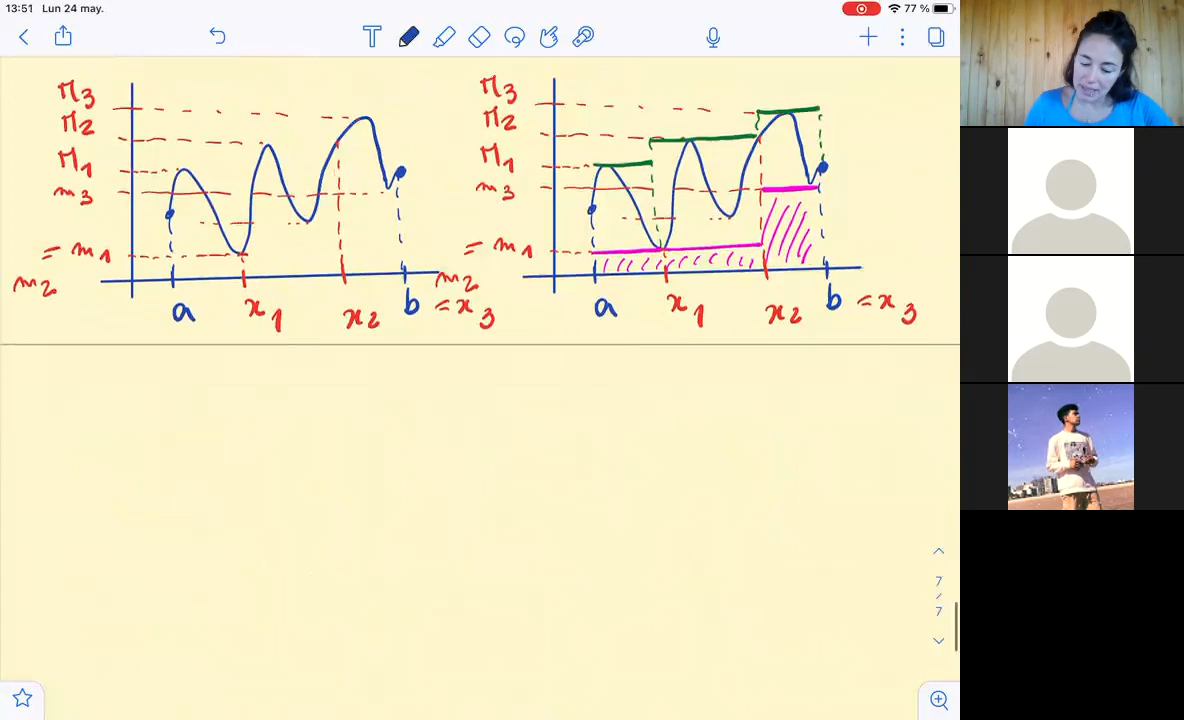 13:51 Lun 24 may.
77 %
T
M3
M2
M1
m3
= m1
m2
a
x1
x2
b = x3
M3
M2
M1
m3
= m1
m2
a
x1
x2
b = x3
7
/
7